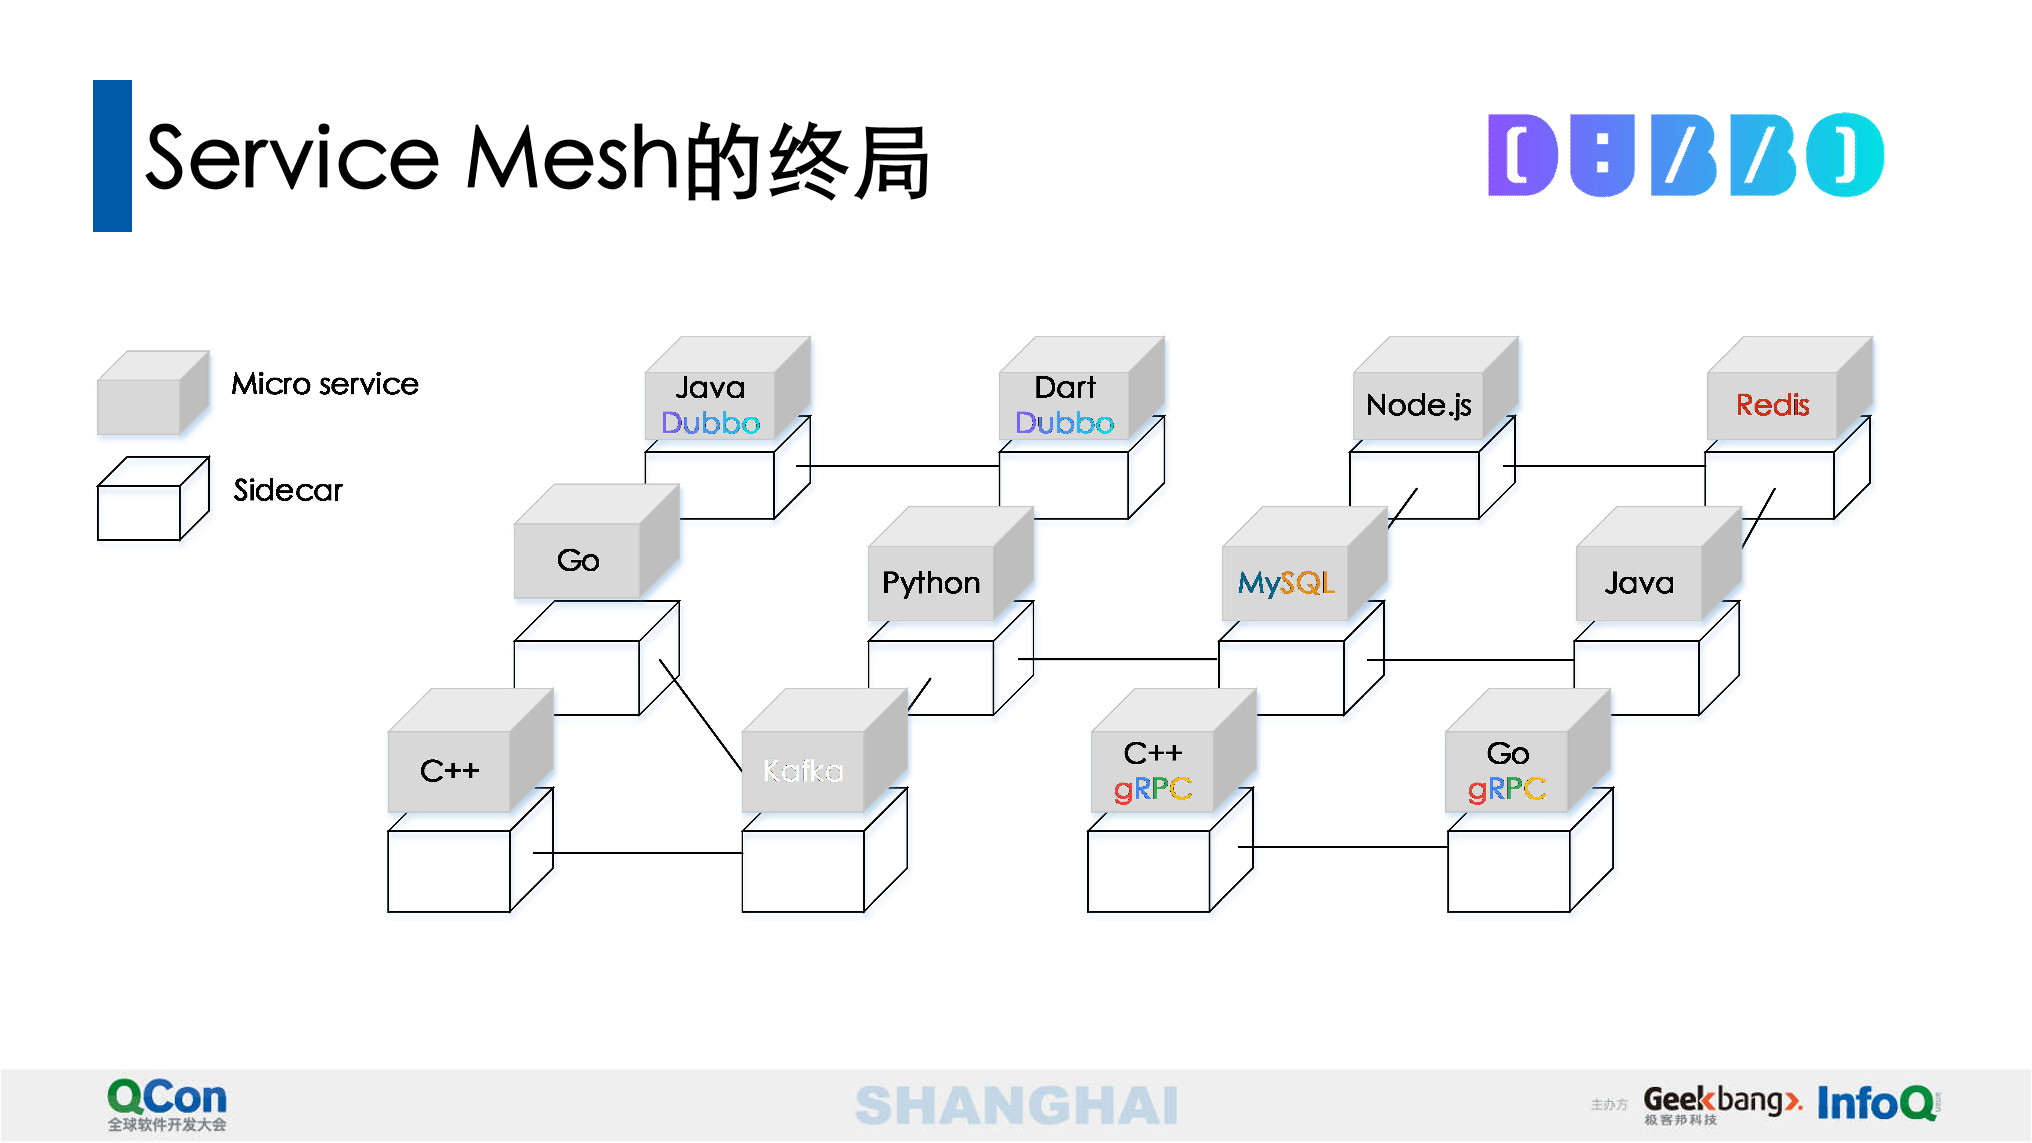 Service Mesh的终局
DUBBO
Micro service
Sidecar
Java
Dubbo
Dart
Dubbo
Node.js
Redis
Go
Python
MySQL
Java
C++
Kafka
C++
gRPC
Go
gRPC
QCon
全球软件开发大会
SHANGHAI
主办方
Geekbang>.
极客邦科技
InfoQ